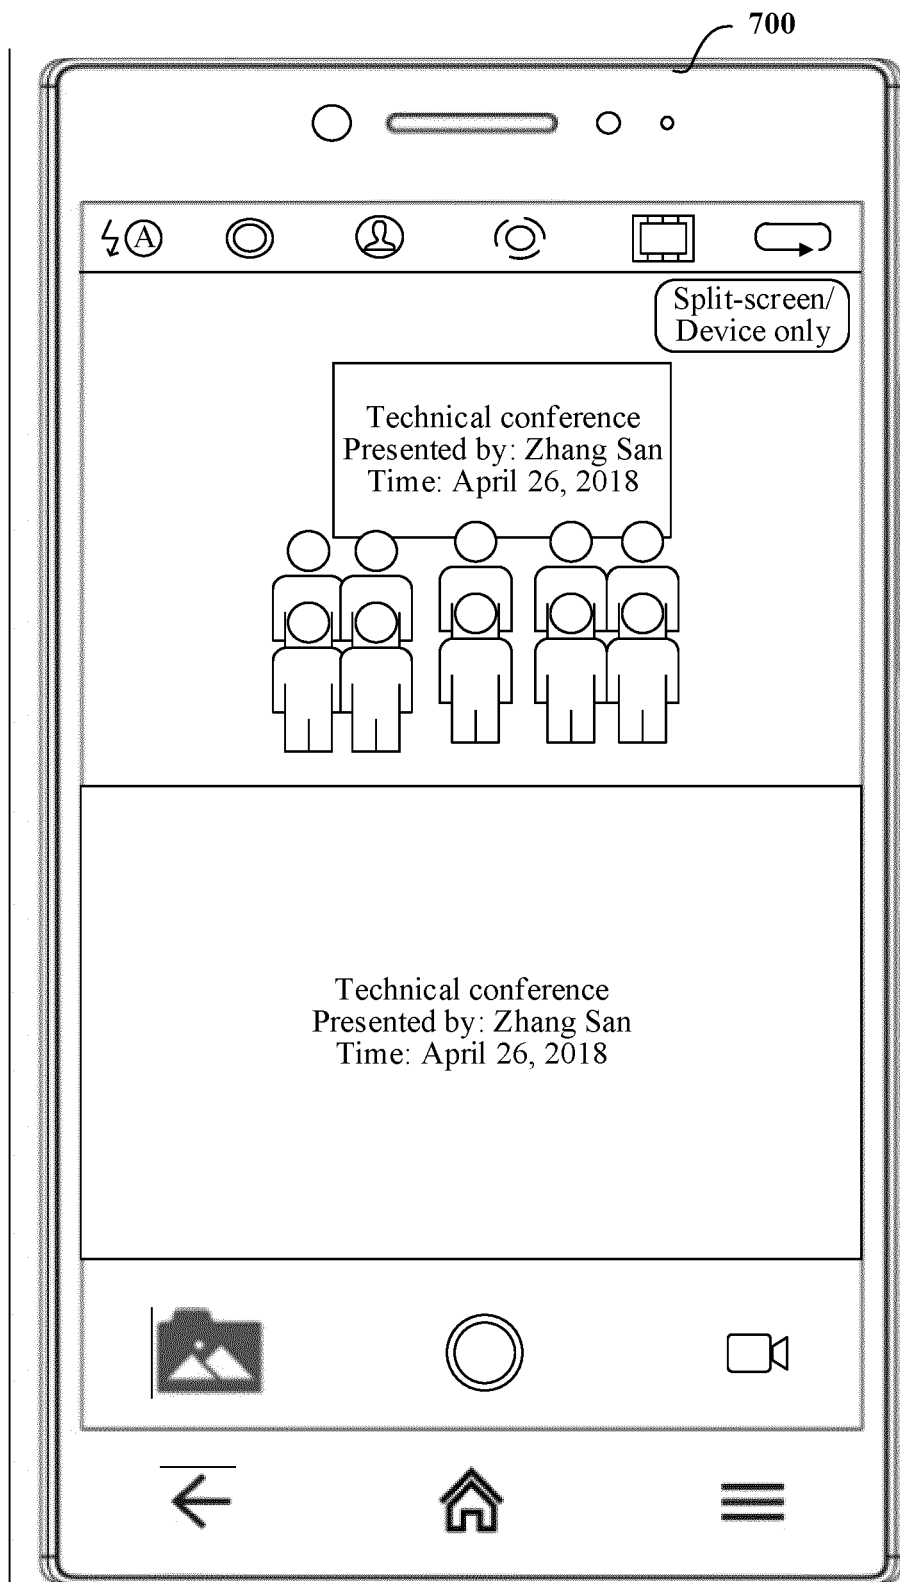 700
A
Split-screen/
Device only
Technical conference
Presented by: Zhang San
Time: April 26, 2018
Technical conference
Presented by: Zhang San
Time: April 26, 2018